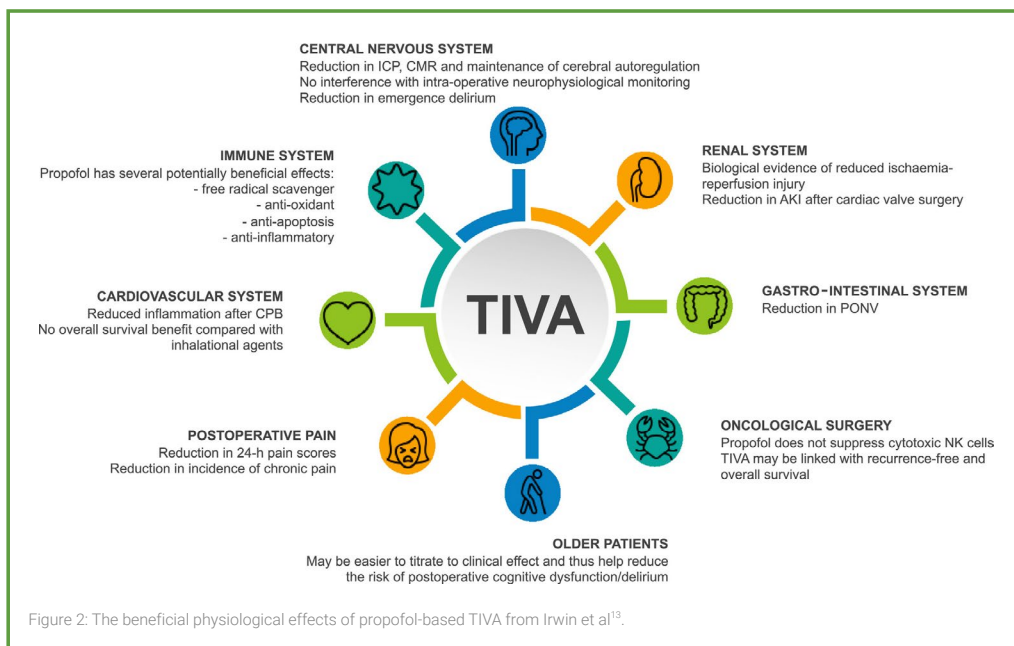 CENTRAL NERVOUS SYSTEM
Reduction in ICP, CMR and maintenance of cerebral autoregulation
No interference with intra-operative neurophysiological monitoring
Reduction in emergence delirium
IMMUNE SYSTEM
Propofol has several potentially beneficial effects:
- free radical scavenger
- anti-oxidant
- anti-apoptosis
- anti-inflammatory
RENAL SYSTEM
Biological evidence of reduced ischaemia-
reperfusion injury
Reduction in AKI after cardiac valve surgery
CARDIOVASCULAR SYSTEM
Reduced inflammation after CPB
No overall survival benefit compared with
inhalational agents
TIVA
GASTRO-INTESTINAL SYSTEM
Reduction in PONV
POSTOPERATIVE PAIN
Reduction in 24-h pain scores
Reduction in incidence of chronic pain
ONCOLOGICAL SURGERY
Propofol does not suppress cytotoxic NK cells
TIVA may be linked with recurrence-free and
overall survival
OLDER PATIENTS
May be easier to titrate to clinical effect and thus help reduce
the risk of postoperative cognitive dysfunction/delirium
Figure 2: The beneficial physiological effects of propofol-based TIVA from Irwin et al¹³.